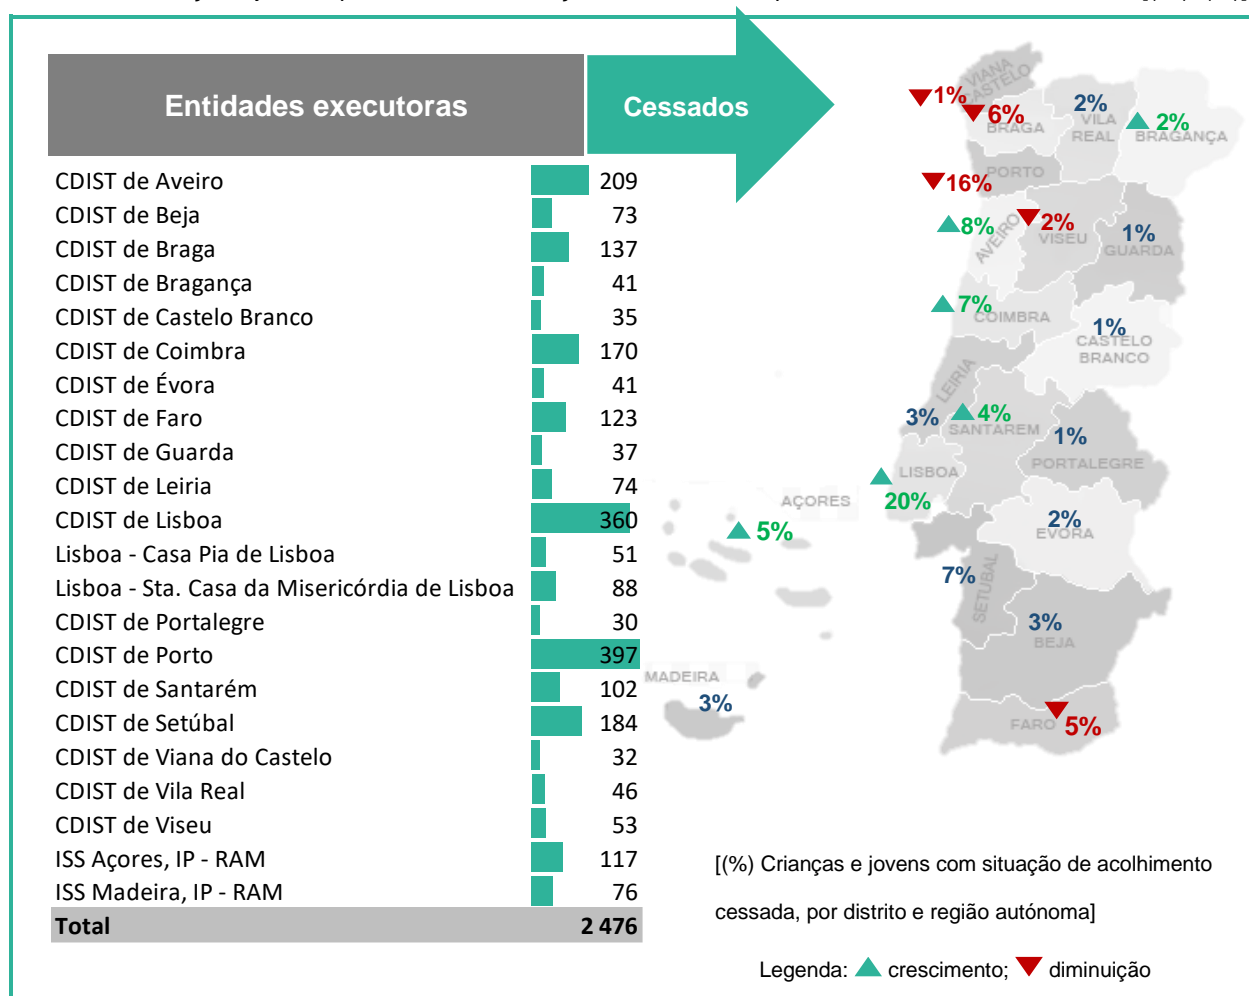 Entidades executoras
Cessados
CDIST de Aveiro 209
CDIST de Beja 73
CDIST de Braga 137
CDIST de Bragança 41
CDIST de Castelo Branco 35
CDIST de Coimbra 170
CDIST de Évora 41
CDIST de Faro 123
CDIST de Guarda 37
CDIST de Leiria 74
CDIST de Lisboa 360
Lisboa - Casa Pia de Lisboa 51
Lisboa - Sta. Casa da Misericórdia de Lisboa 88
CDIST de Portalegre 30
CDIST de Porto 397
CDIST de Santarém 102
CDIST de Setúbal 184
CDIST de Viana do Castelo 32
CDIST de Vila Real 46
CDIST de Viseu 53
ISS Açores, IP - RAM 117
ISS Madeira, IP - RAM 76
Total 2 476
VIANA
CASTELO
1%
6%
BRAGA
2%
VILA
REAL
2%
BRAGANÇA
PORTO
16%
8%
AVEIRO
2%
VISEU
1%
GUARDA
7%
COIMBRA
1%
CASTELO
BRANCO
LEIRIA
3%
4%
SANTAREM
1%
PORTALEGRE
LISBOA
20%
AÇORES
5%
2%
EVORA
7%
SETUBAL
3%
BEJA
MADEIRA
3%
FARO
5%
[(%) Crianças e jovens com situação de acolhimento
cessada, por distrito e região autónoma]
Legenda: crescimento; diminuição